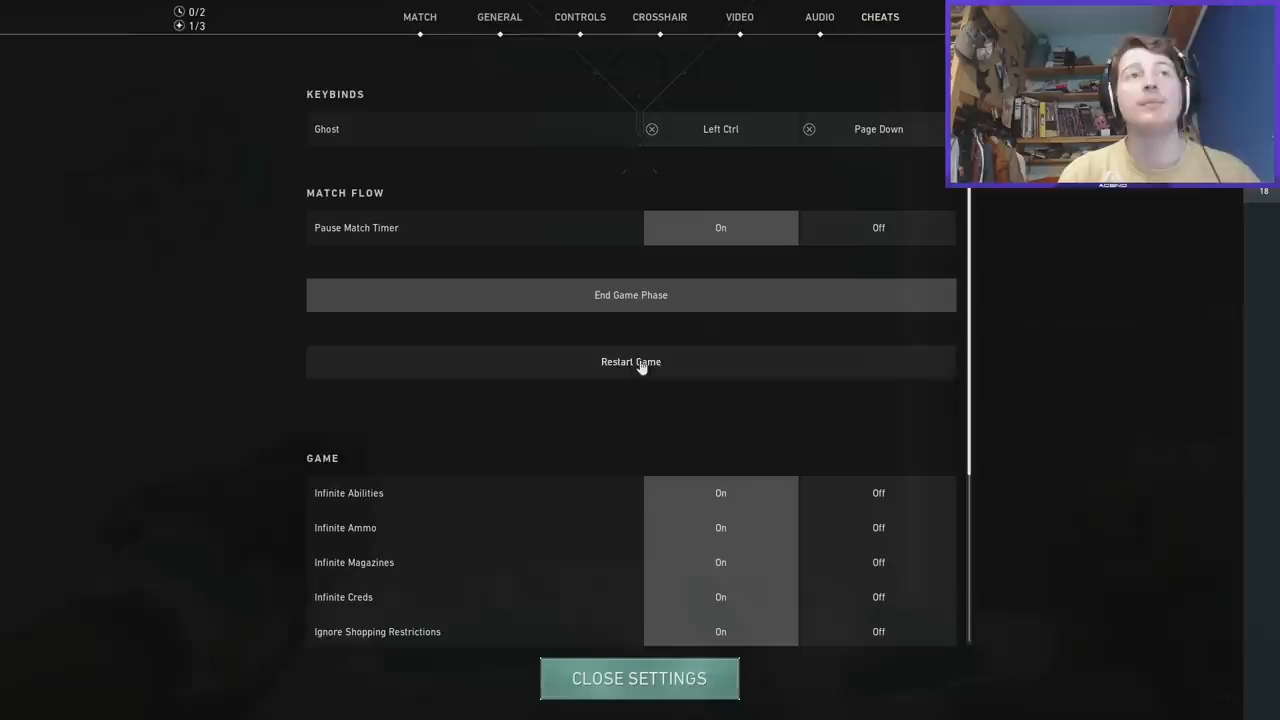 0/2
1/3
MATCH GENERAL CONTROLS CROSSHAIR VIDEO AUDIO CHEATS
KEYBINDS
Ghost Left Ctrl Page Down
18
MATCH FLOW
Pause Match Timer On Off
End Game Phase
Restart Game
GAME
Infinite Abilities On Off
Infinite Ammo On Off
Infinite Magazines On Off
Infinite Creds On Off
Ignore Shopping Restrictions On Off
CLOSE SETTINGS